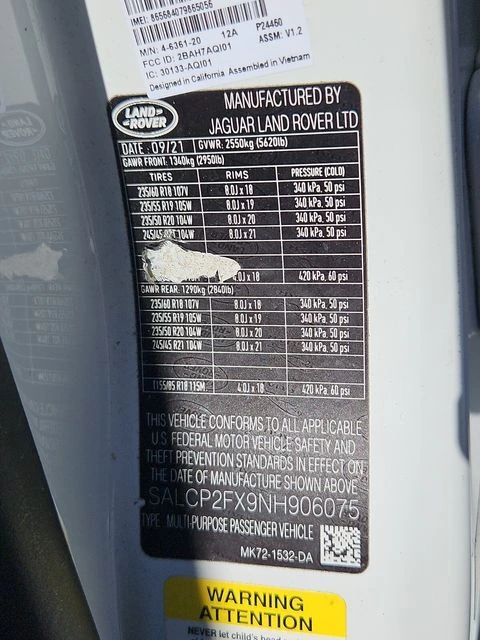 IMEI: 865684079865056
M/N: 4-6361-20 12A P24460
FCC ID: 2BAH7AQI01 ASSM. V1.2
IC: 30133-AQI01
Designed in California Assembled in Vietnam
LAND ROVER
MANUFACTURED BY
JAGUAR LAND ROVER LTD
DATE : 09/21 GVWR: 2550kg (5620lb)
GAWR FRONT: 1340kg (2950lb)
TIRES RIMS PRESSURE (COLD)
235/60 R18 107V 8.0J x 18 340 kPa, 50 psi
235/55 R19 105W 8.0J x 19 340 kPa, 50 psi
235/50 R20 104W 8.0J x 20 340 kPa, 50 psi
245/45 R21 104W 8.0J x 21 340 kPa, 50 psi
4.0J x 18 420 kPa, 60 psi
GAWR REAR: 1290kg (2840lb)
235/60 R18 107V 8.0J x 18 340 kPa, 50 psi
235/55 R19 105W 8.0J x 19 340 kPa, 50 psi
235/50 R20 104W 8.0J x 20 340 kPa, 50 psi
245/45 R21 104W 8.0J x 21 340 kPa, 50 psi
T155/85 R18 115M 4.0J x 18 420 kPa, 60 psi
THIS VEHICLE CONFORMS TO ALL APPLICABLE
U.S. FEDERAL MOTOR VEHICLE SAFETY AND
THEFT PREVENTION STANDARDS IN EFFECT ON
THE DATE OF MANUFACTURE SHOWN ABOVE
SALCP2FX9NH906075
TYPE: MULTI-PURPOSE PASSENGER VEHICLE
MK72-1532-DA
WARNING
ATTENTION
NEVER let child's head